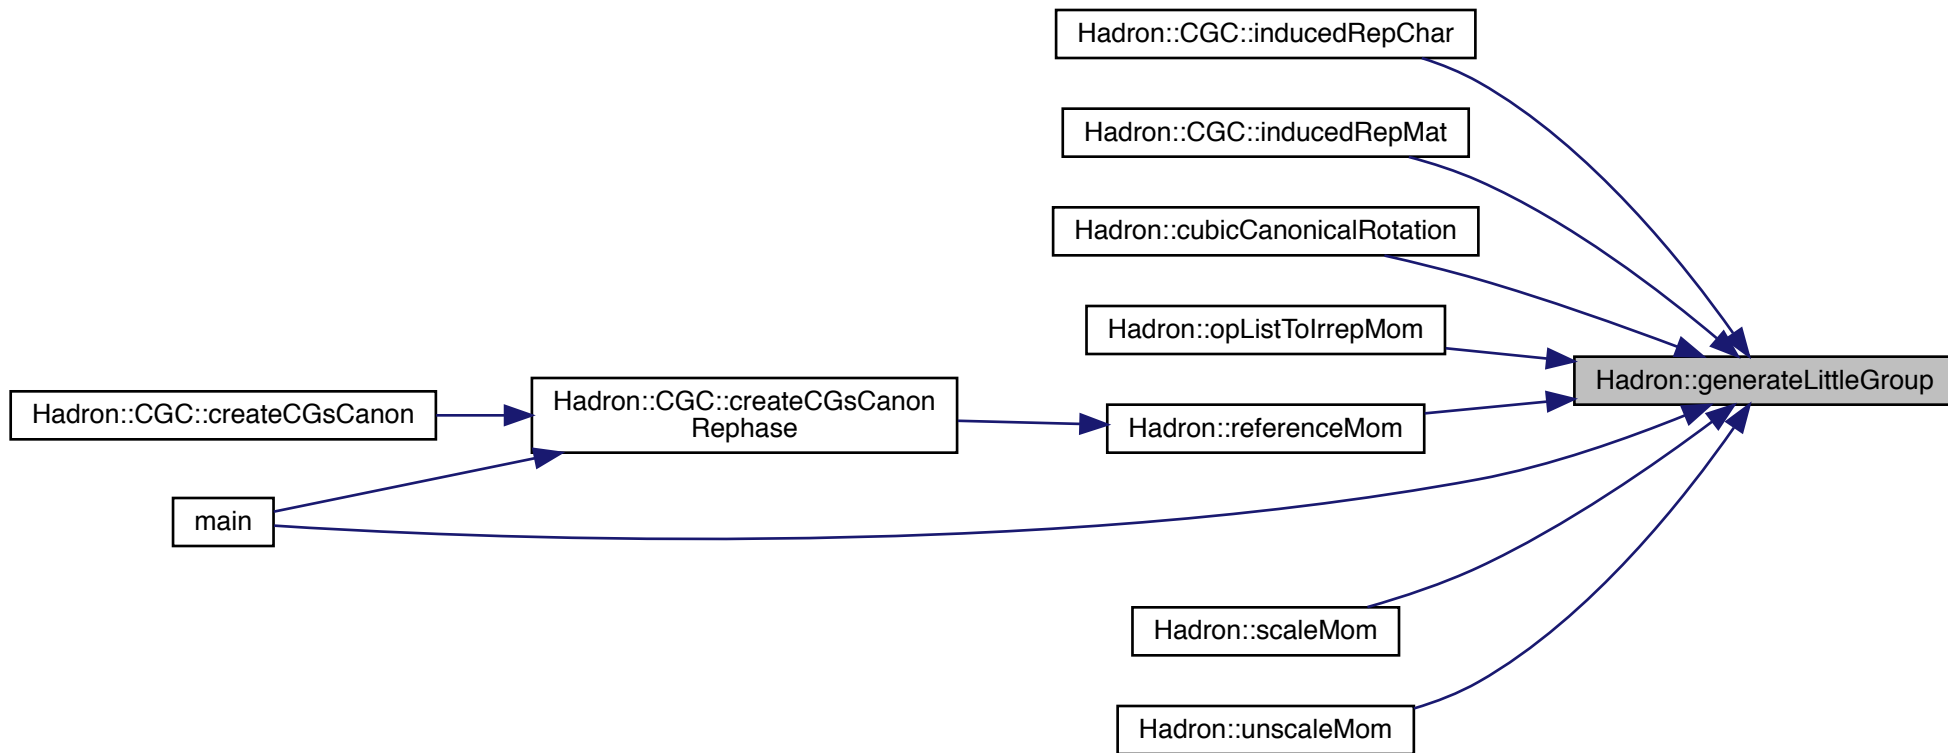 Hadron::CGC::inducedRepChar
Hadron::CGC::inducedRepMat
Hadron::cubicCanonicalRotation
Hadron::opListToIrrepMom
Hadron::generateLittleGroup
Hadron::CGC::createCGsCanon
Hadron::CGC::createCGsCanon
Rephase
Hadron::referenceMom
main
Hadron::scaleMom
Hadron::unscaleMom